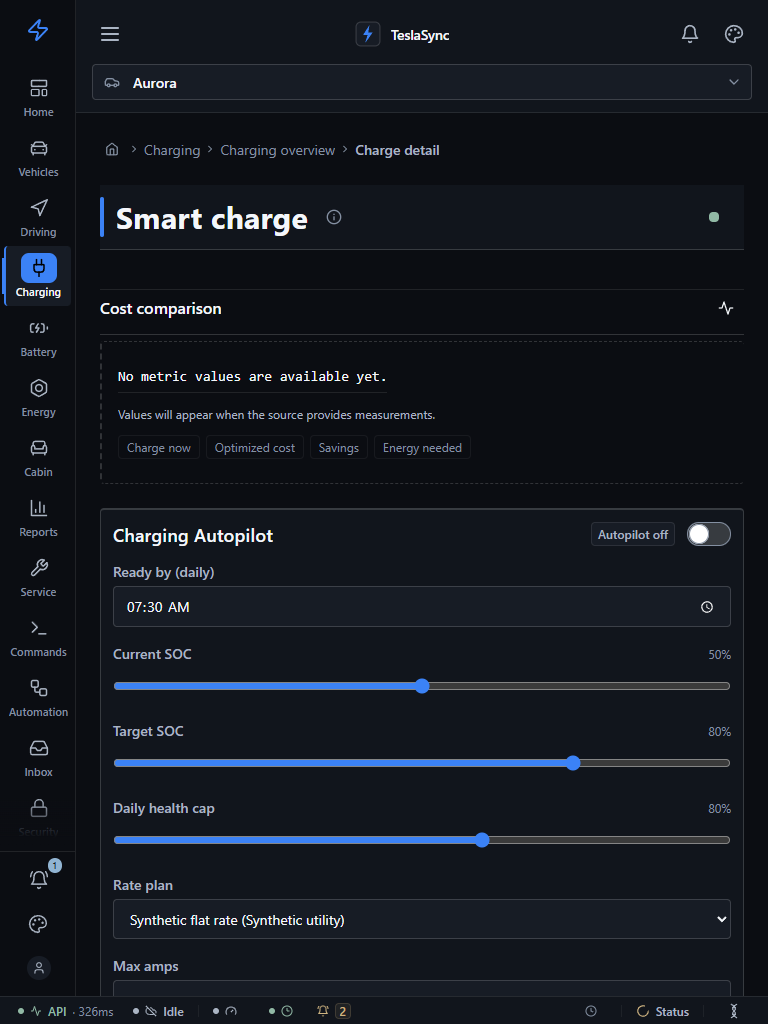 TeslaSync
Aurora
Home
Vehicles
Driving
Charging
Battery
Energy
Cabin
Reports
Service
Commands
Automation
Inbox
Security
1
Charging
Charging overview
Charge detail
Smart charge
Cost comparison
No metric values are available yet.
Values will appear when the source provides measurements.
Charge now
Optimized cost
Savings
Energy needed
Charging Autopilot
Autopilot off
Ready by (daily)
07:30 AM
Current SOC
50%
Target SOC
80%
Daily health cap
80%
Rate plan
Synthetic flat rate (Synthetic utility)
Max amps
API · 326ms
Idle
2
Status